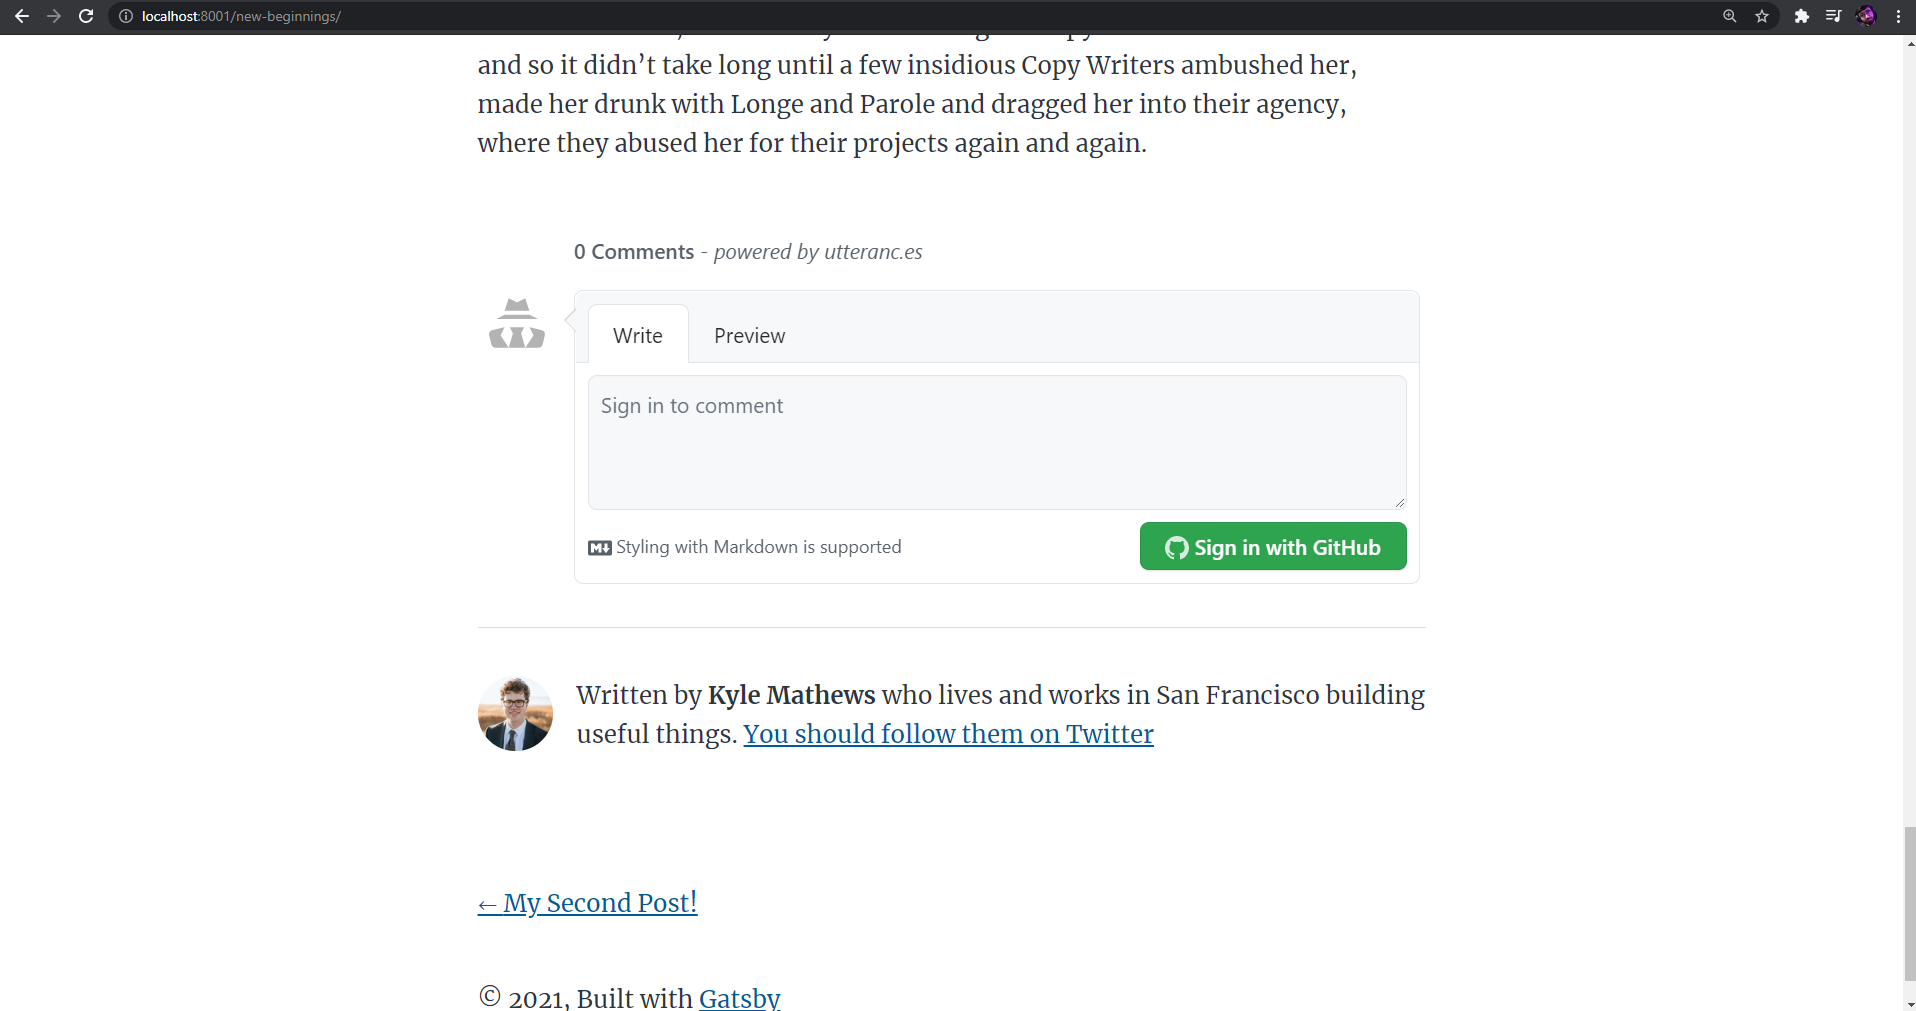 localhost:8001/new-beginnings/
and so it didn’t take long until a few insidious Copy Writers ambushed her,
made her drunk with Longe and Parole and dragged her into their agency,
where they abused her for their projects again and again.
0 Comments - powered by utteranc.es
Write Preview
Sign in to comment
Styling with Markdown is supported
Sign in with GitHub
Written by Kyle Mathews who lives and works in San Francisco building
useful things. You should follow them on Twitter
← My Second Post!
© 2021, Built with Gatsby